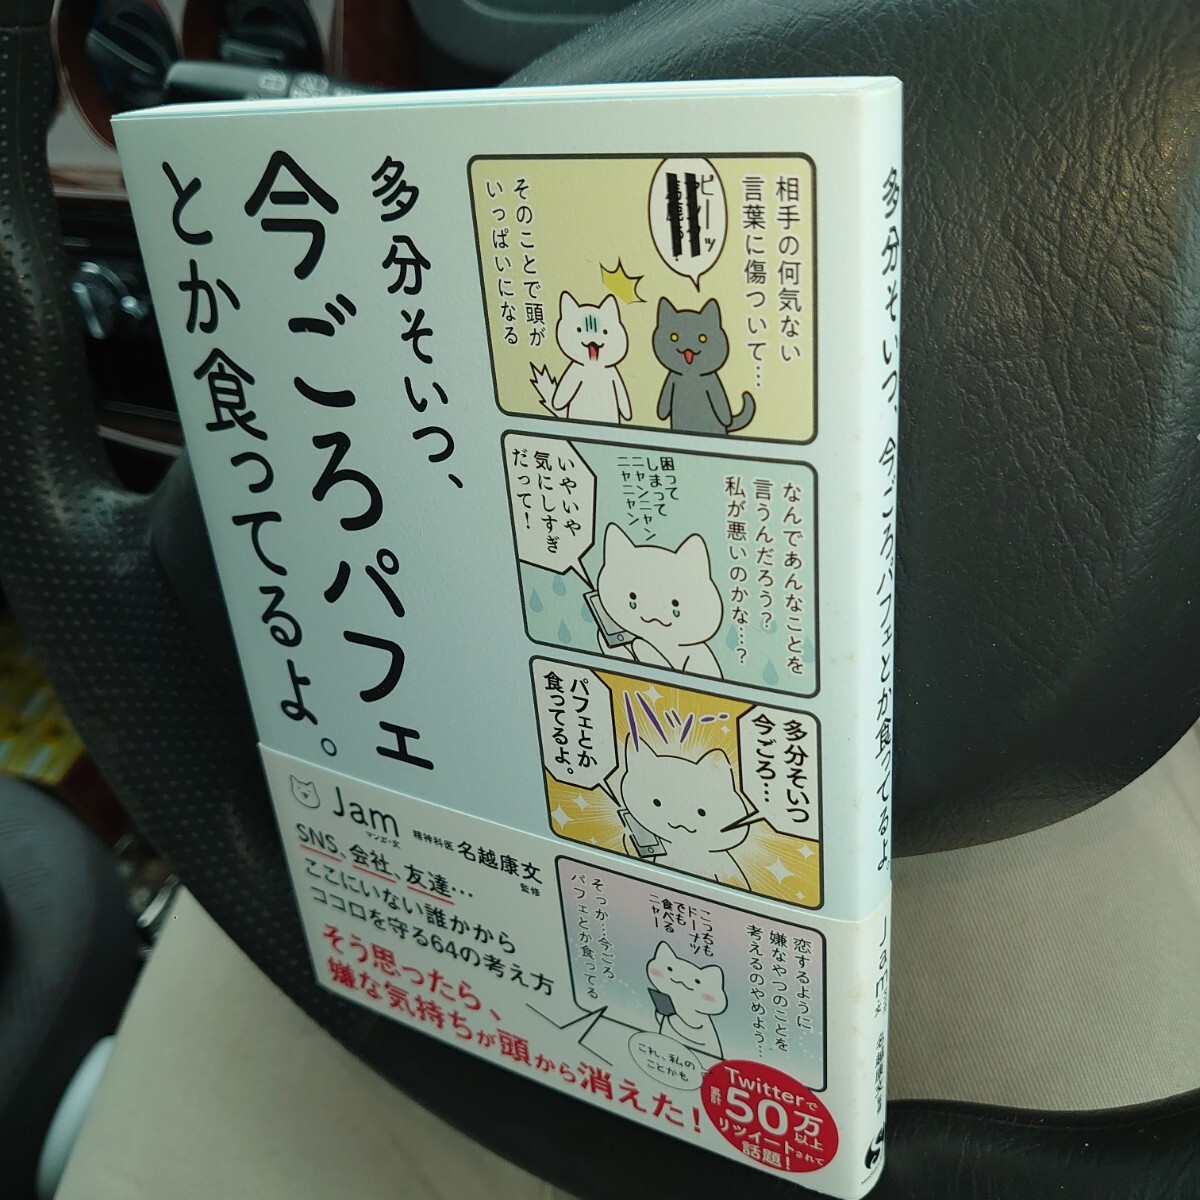 多分そいつ、
今ごろパフェ
とか食ってるよ。
相手の何気ない
言葉に傷ついて…
ピーッ
そのことで頭が
いっぱいになる
なんであんなことを
言うんだろう?
私が悪いのかな…?
困って
しまって
ニャンニャン
ニャニャン
いやいや
気にしすぎ
だって!
多分そいつ
今ごろ…
パフェとか
食ってるよ。
恋するように
嫌なやつのことを
考えるのやめよう…
こっちも
ドーナツ
でも
食べる
ニャー
そっか…今ごろ
パフェとか食ってる
これ、私の
ことかも
Jam
マンガ・文
精神科医 名越康文
監修
SNS、会社、友達…
ここにいない誰かから
ココロを守る64の考え方
そう思ったら、
嫌な気持ちが頭から消えた!
Twitterで
累計
50万以上
リツイートされて
話題!
多分そいつ、今ごろパフェとか食ってるよ。
Jam